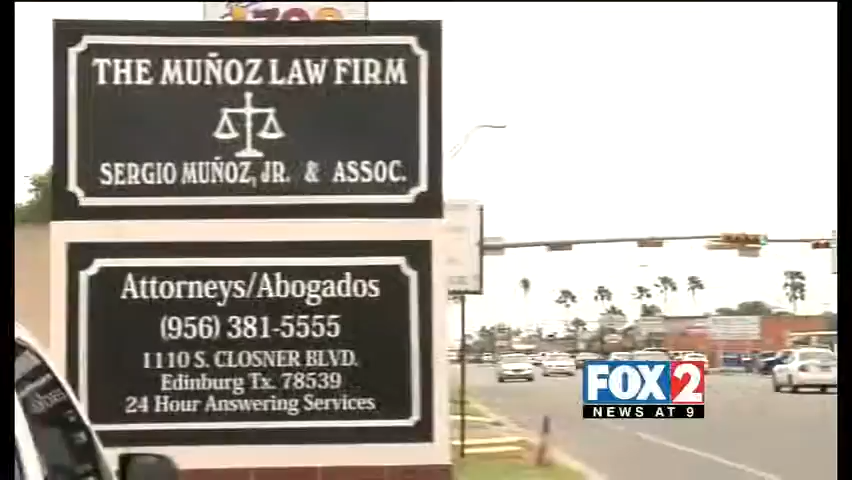 THE MUÑOZ LAW FIRM
SERGIO MUÑOZ, JR. & ASSOC.
Attorneys/Abogados
(956) 381-5555
1110 S. CLOSNER BLVD.
Edinburg Tx. 78539
24 Hour Answering Services
FOX 2
NEWS AT 9